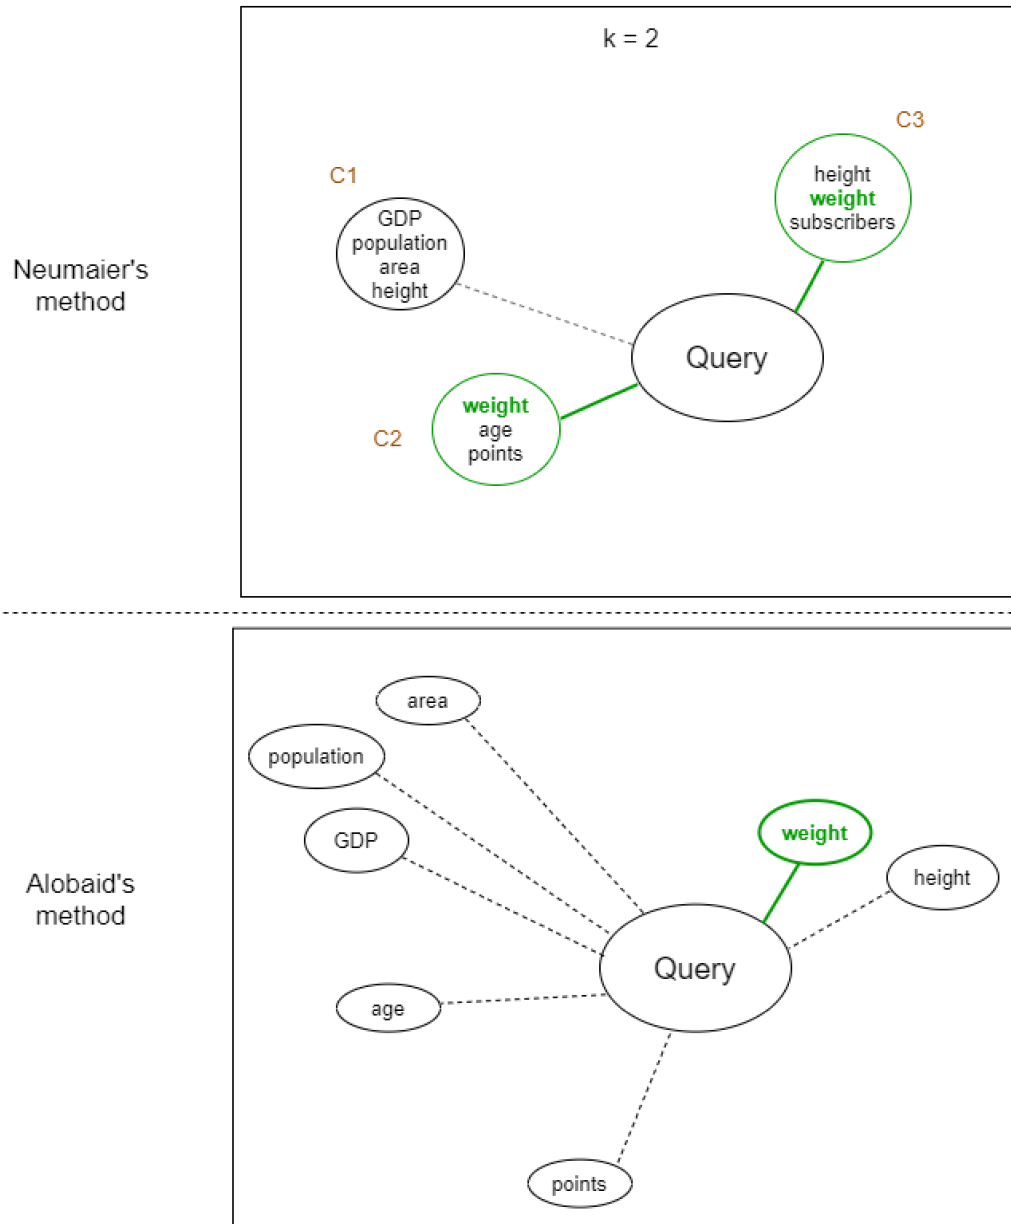 k = 2
C3
height
weight
subscribers
C1
GDP
population
area
height
Neumaier's
method
Query
weight
age
points
C2
area
population
GDP
weight
height
Alobaid's
method
Query
age
points